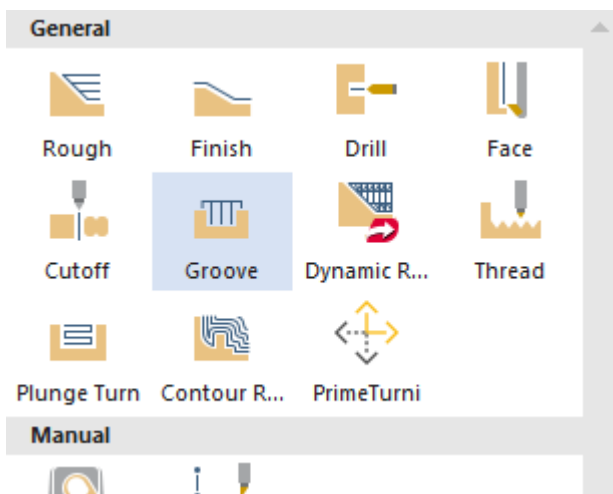 General
Rough Finish Drill Face
Cutoff Groove Dynamic R... Thread
Plunge Turn Contour R... PrimeTurni
Manual